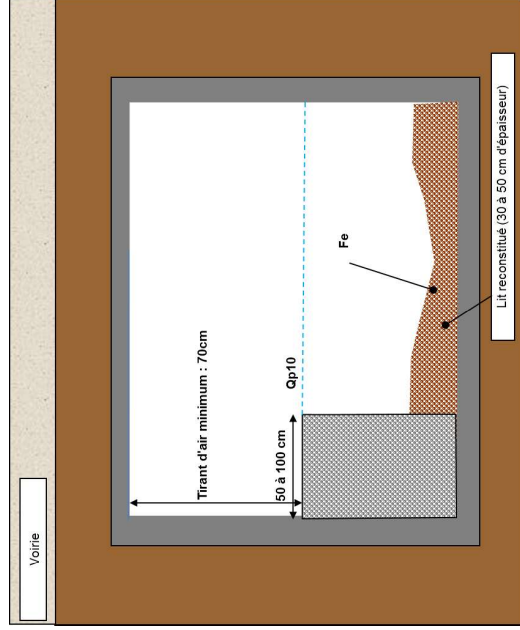 Voirie
Tirant d'air minimum : 70cm
Qp10
50 à 100 cm
Fe
Lit reconstitué (30 à 50 cm d'épaisseur)